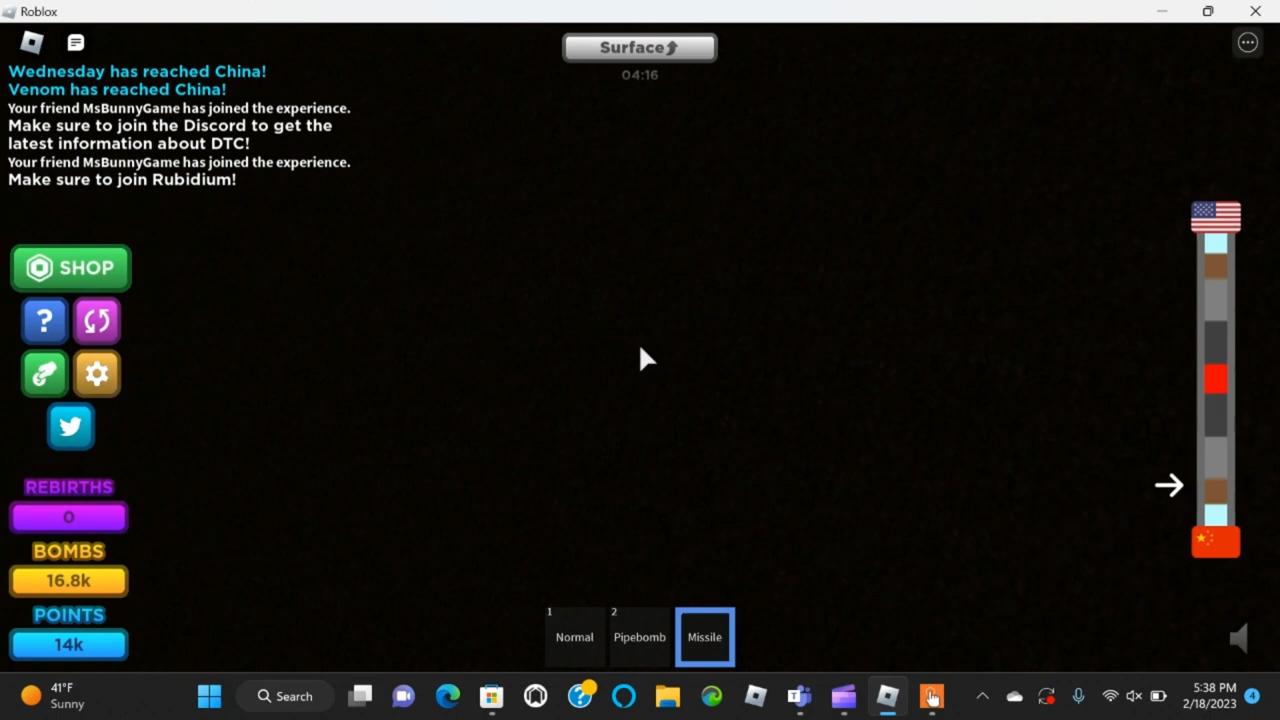 Roblox
Surface
04:16
Wednesday has reached China!
Venom has reached China!
Your friend MsBunnyGame has joined the experience.
Make sure to join the Discord to get the
latest information about DTC!
Your friend MsBunnyGame has joined the experience.
Make sure to join Rubidium!
SHOP
?
REBIRTHS
0
BOMBS
16.8k
POINTS
14k
1
Normal
2
Pipebomb
Missile
41°F
Sunny
Search
5:38 PM
2/18/2023
4